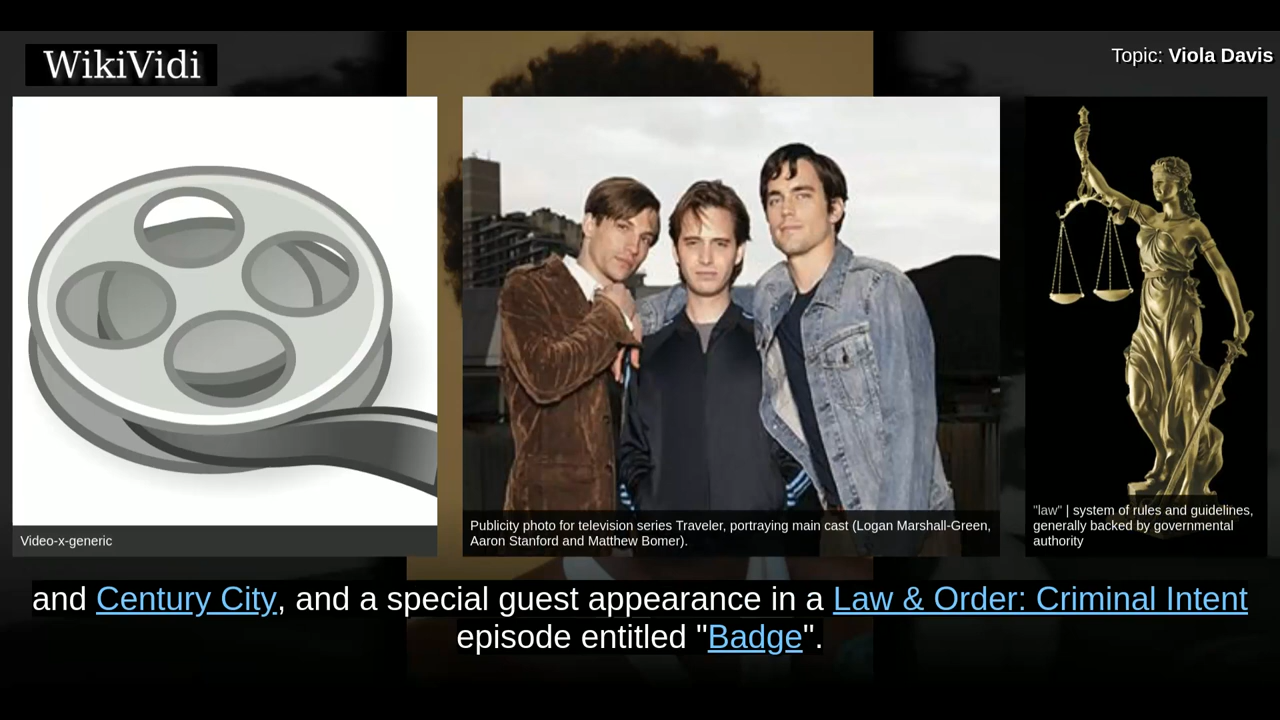 WikiVidi
Topic: Viola Davis
Video-x-generic
Publicity photo for television series Traveler, portraying main cast (Logan Marshall-Green,
Aaron Stanford and Matthew Bomer).
"law" | system of rules and guidelines,
generally backed by governmental
authority
and Century City, and a special guest appearance in a Law & Order: Criminal Intent
episode entitled "Badge".